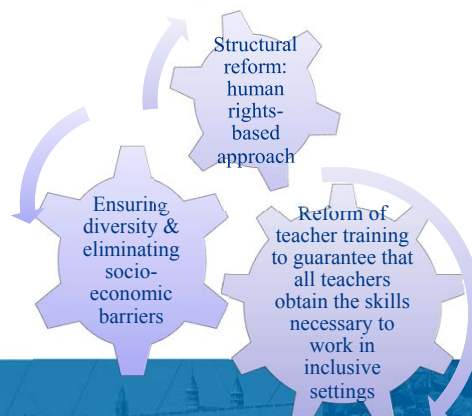 Structural
reform:
human
rights-
based
approach
Ensuring
diversity &
eliminating
socio-
economic
barriers
Reform of
teacher training
to guarantee that
all teachers
obtain the skills
necessary to
work in
inclusive
settings